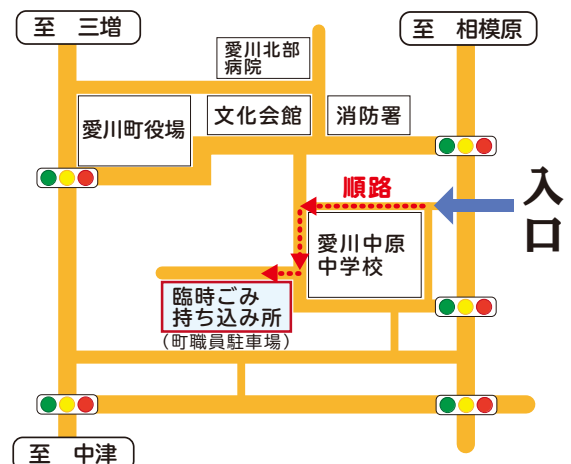 至 三増
至 相模原
愛川北部
病院
愛川町役場
文化会館
消防署
順路
入口
愛川中原
中学校
臨時ごみ
持ち込み所
（町職員駐車場）
至 中津